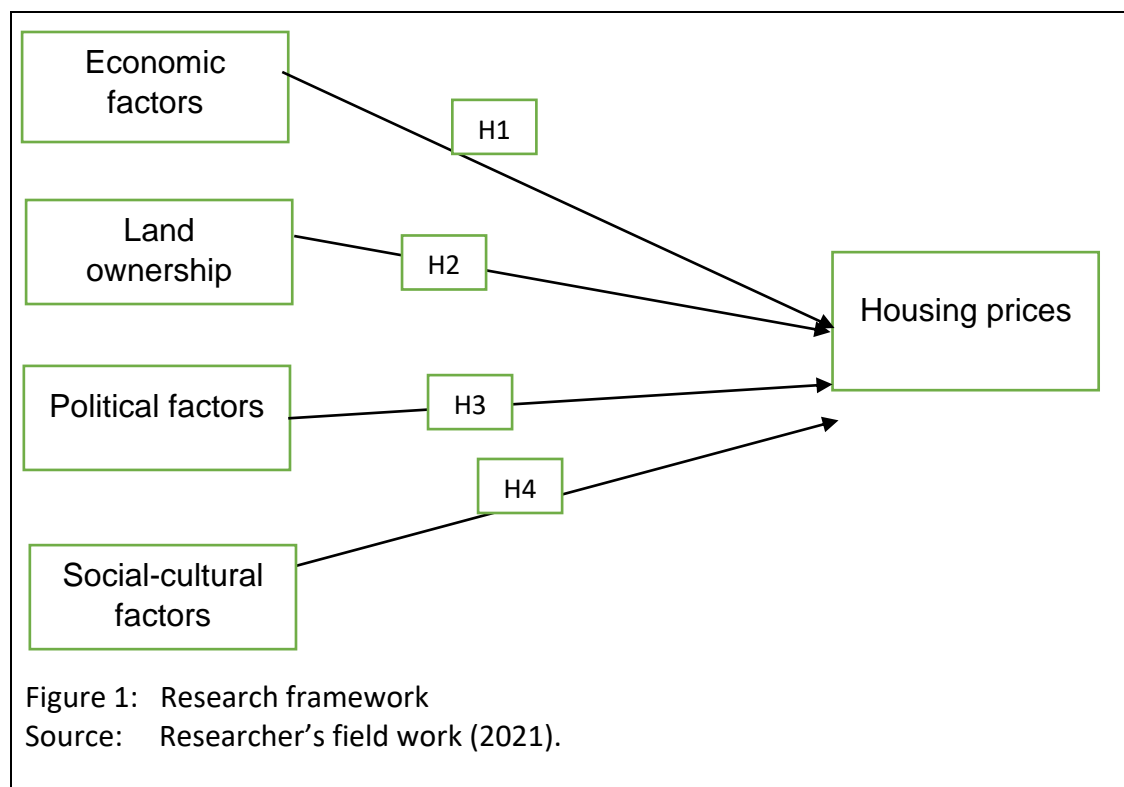 Economic
factors
H1
Land
ownership
H2
Housing prices
Political factors
H3
H4
Social-cultural
factors
Figure 1: Research framework
Source: Researcher’s field work (2021).